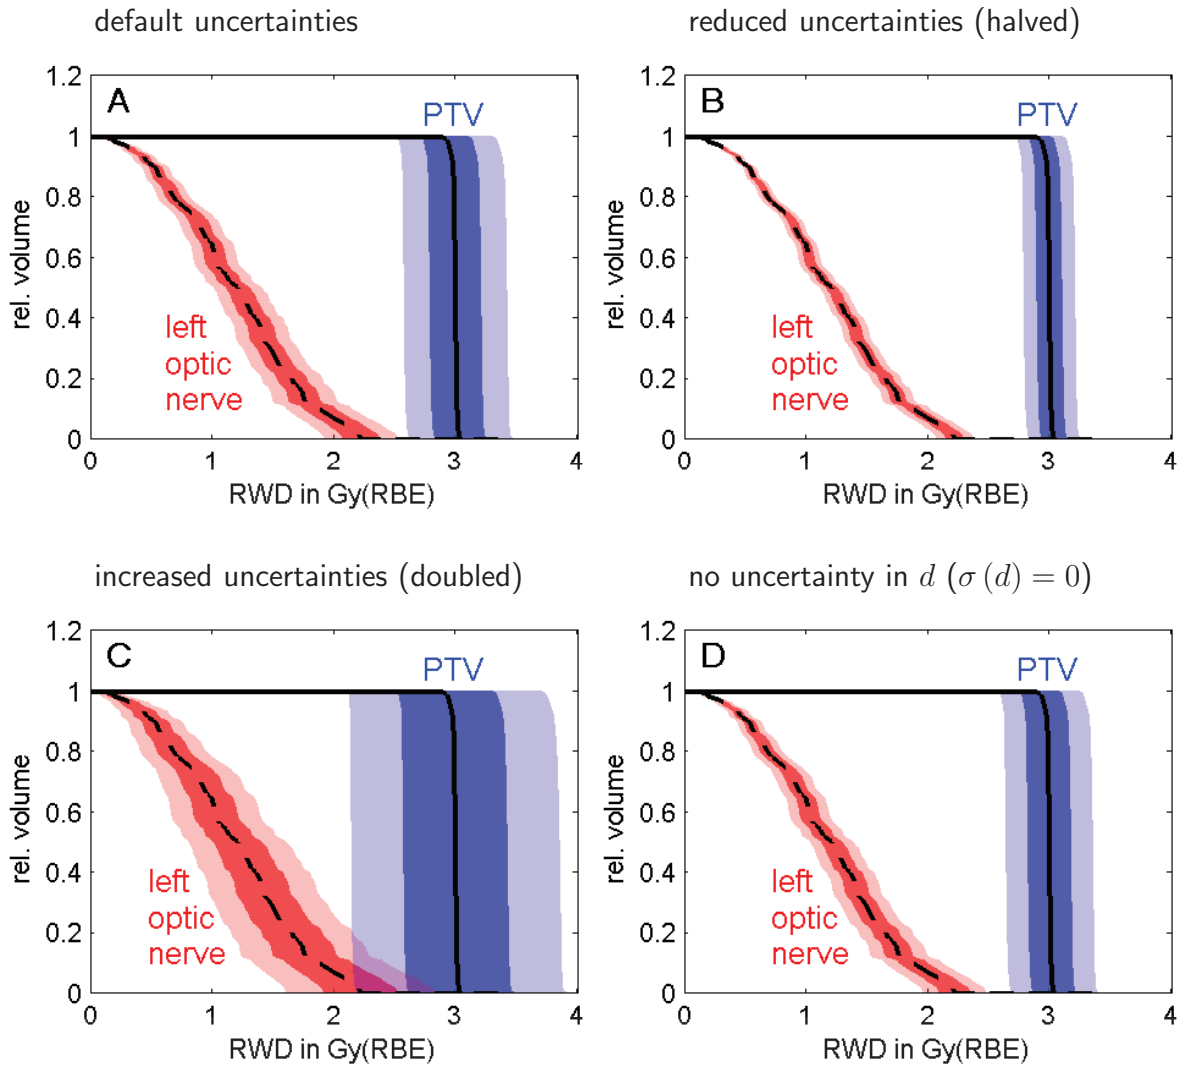 default uncertainties
A
PTV
left
optic
nerve
rel. volume
1.2
1
0.8
0.6
0.4
0.2
0
0 1 2 3 4
RWD in Gy(RBE)
reduced uncertainties (halved)
B
PTV
left
optic
nerve
rel. volume
1.2
1
0.8
0.6
0.4
0.2
0
0 1 2 3 4
RWD in Gy(RBE)
increased uncertainties (doubled)
C
PTV
left
optic
nerve
rel. volume
1.2
1
0.8
0.6
0.4
0.2
0
0 1 2 3 4
RWD in Gy(RBE)
no uncertainty in d (σ (d) = 0)
D
PTV
left
optic
nerve
rel. volume
1.2
1
0.8
0.6
0.4
0.2
0
0 1 2 3 4
RWD in Gy(RBE)